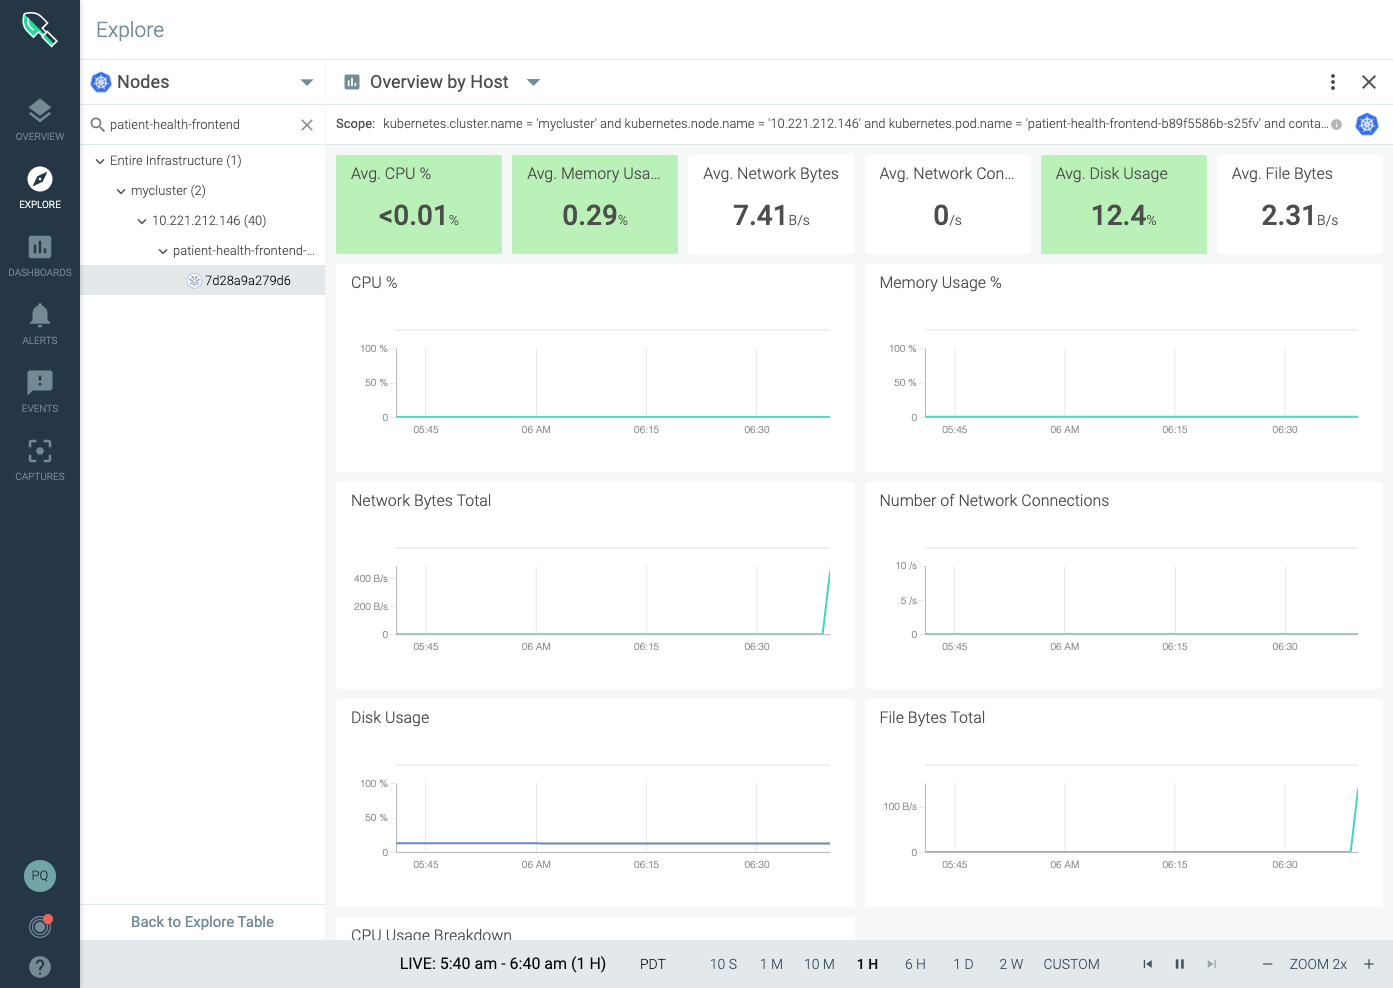 Explore
OVERVIEW
EXPLORE
DASHBOARDS
ALERTS
EVENTS
CAPTURES
PQ
Nodes
patient-health-frontend
Entire Infrastructure (1)
mycluster (2)
10.221.212.146 (40)
patient-health-frontend-...
7d28a9a279d6
Back to Explore Table
Overview by Host
Scope: kubernetes.cluster.name = 'mycluster' and kubernetes.node.name = '10.221.212.146' and kubernetes.pod.name = 'patient-health-frontend-b89f5586b-s25fv' and conta...
Avg. CPU %
<0.01%
Avg. Memory Usa...
0.29%
Avg. Network Bytes
7.41B/s
Avg. Network Con...
0/s
Avg. Disk Usage
12.4%
Avg. File Bytes
2.31B/s
CPU %
100 %
50 %
0
05:45 06 AM 06:15 06:30
Memory Usage %
100 %
50 %
0
05:45 06 AM 06:15 06:30
Network Bytes Total
400 B/s
200 B/s
0
05:45 06 AM 06:15 06:30
Number of Network Connections
10 /s
5 /s
0
05:45 06 AM 06:15 06:30
Disk Usage
100 %
50 %
0
05:45 06 AM 06:15 06:30
File Bytes Total
100 B/s
0
05:45 06 AM 06:15 06:30
CPU Usage Breakdown
LIVE: 5:40 am - 6:40 am (1 H) PDT 10 S 1 M 10 M 1 H 6 H 1 D 2 W CUSTOM ZOOM 2x